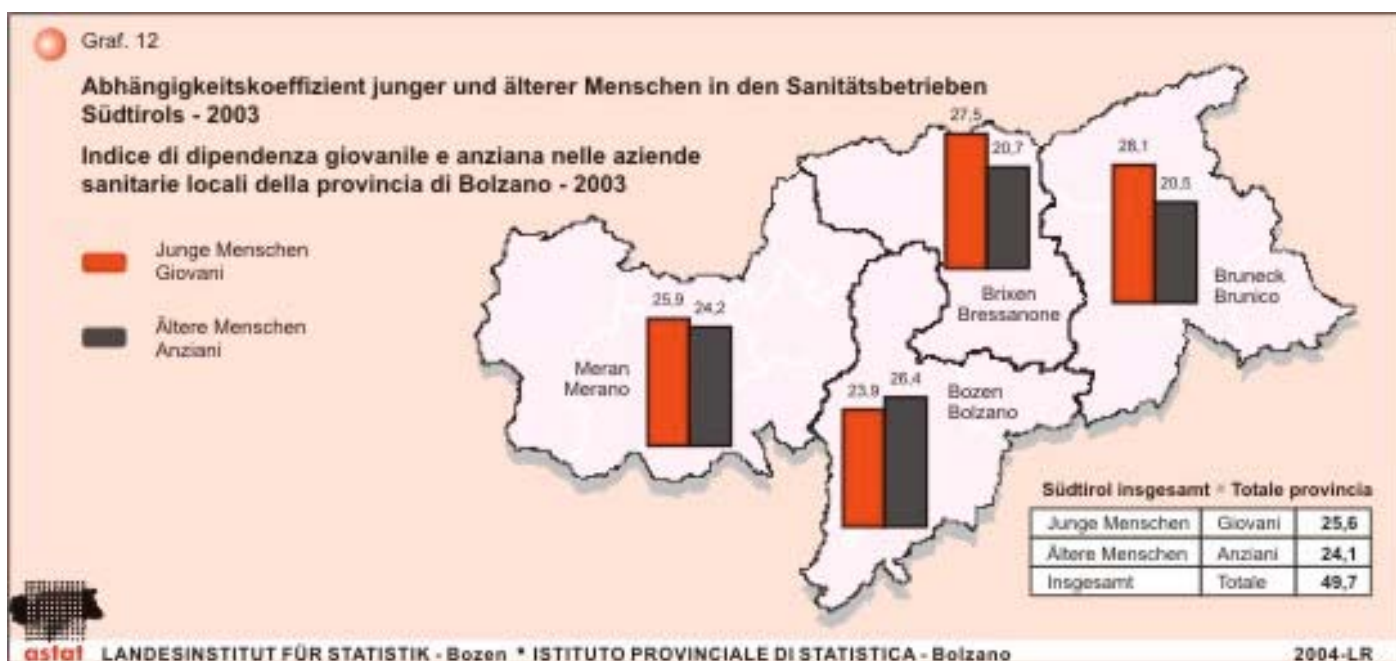 Graf. 12
Abhängigkeitskoeffizient junger und älterer Menschen in den Sanitätsbetrieben
Südtirols - 2003
Indice di dipendenza giovanile e anziana nelle aziende
sanitarie locali della provincia di Bolzano - 2003
Junge Menschen
Giovani
Ältere Menschen
Anziani
27,5
20,7
Brixen
Bressanone
28,1
20,5
Bruneck
Brunico
25,9
24,2
Meran
Merano
23,9
26,4
Bozen
Bolzano
Südtirol insgesamt * Totale provincia
Junge Menschen Giovani 25,6
Ältere Menschen Anziani 24,1
Insgesamt Totale 49,7
astat LANDESINSTITUT FÜR STATISTIK - Bozen * ISTITUTO PROVINCIALE DI STATISTICA - Bolzano 2004-LR